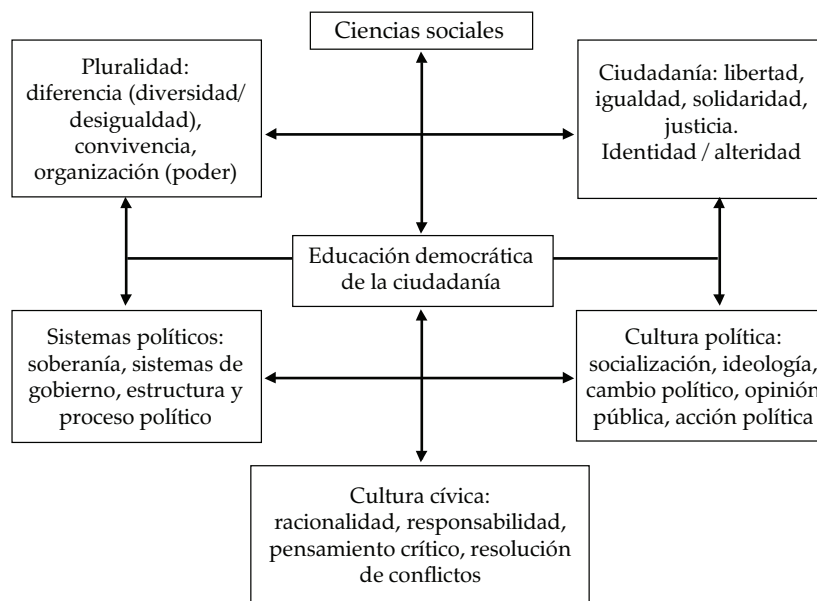 Ciencias sociales
Pluralidad:
diferencia (diversidad/
desigualdad),
convivencia,
organización (poder)
Ciudadanía: libertad,
igualdad, solidaridad,
justicia.
Identidad / alteridad
Educación democrática
de la ciudadanía
Sistemas políticos:
soberanía, sistemas de
gobierno, estructura y
proceso político
Cultura política:
socialización, ideología,
cambio político, opinión
pública, acción política
Cultura cívica:
racionalidad, responsabilidad,
pensamiento crítico, resolución
de conflictos